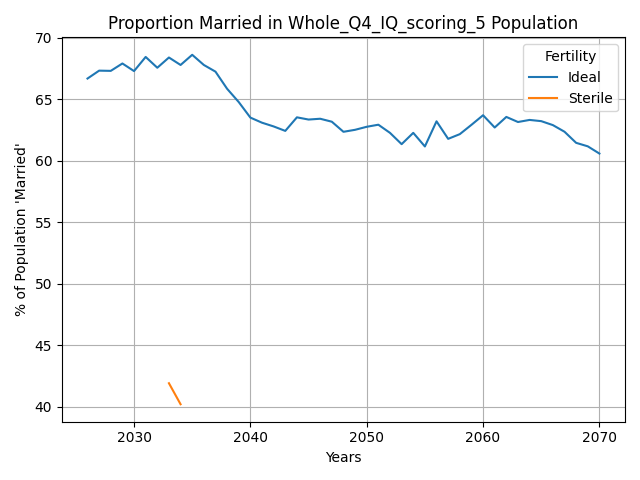 Proportion Married in Whole_Q4_IQ_scoring_5 Population
70
65
60
55
50
45
40
% of Population 'Married'
Fertility
Ideal
Sterile
2030
2040
2050
2060
2070
Years